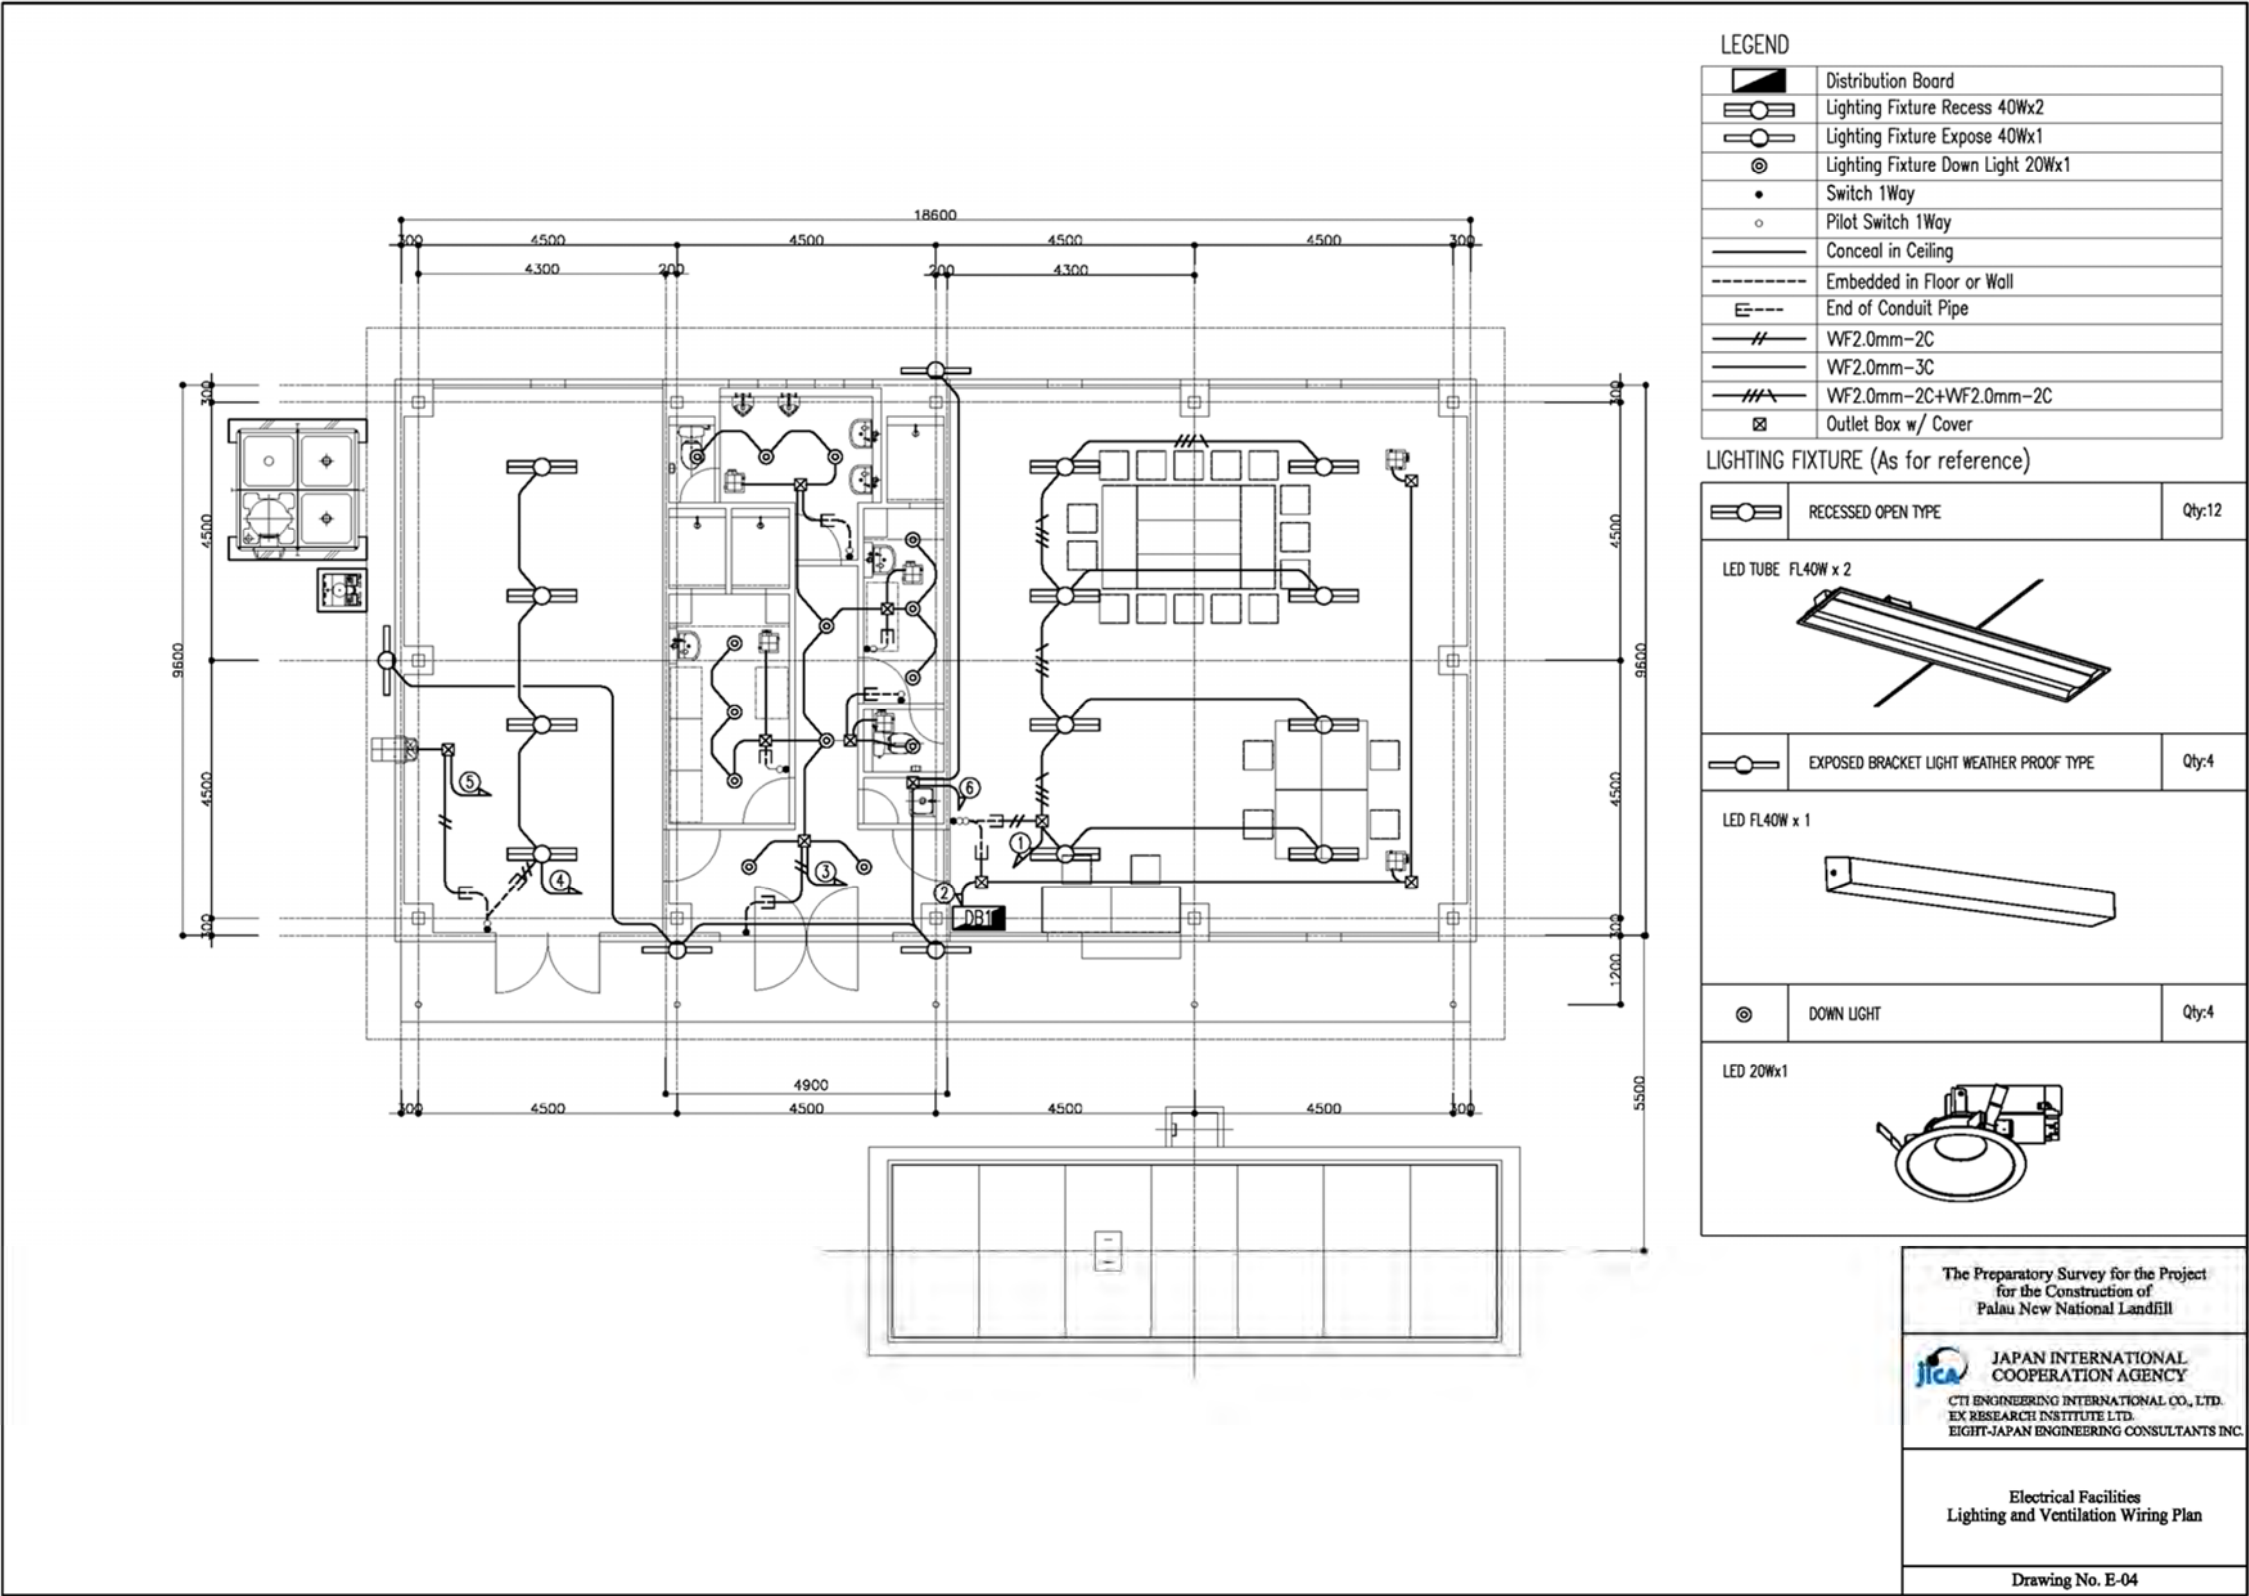 LEGEND
Distribution Board
Lighting Fixture Recess 40Wx2
Lighting Fixture Expose 40Wx1
Lighting Fixture Down Light 20Wx1
Switch 1Way
Pilot Switch 1Way
Conceal in Ceiling
Embedded in Floor or Wall
End of Conduit Pipe
VVF2.0mm-2C
VVF2.0mm-3C
VVF2.0mm-2C+VVF2.0mm-2C
Outlet Box w/ Cover
LIGHTING FIXTURE (As for reference)
RECESSED OPEN TYPE Qty:12
LED TUBE FL40W x 2
EXPOSED BRACKET LIGHT WEATHER PROOF TYPE Qty:4
LED FL40W x 1
DOWN LIGHT Qty:4
LED 20Wx1
18600
300 4500 4500 4500 4500 300
4300 200 200 4300
300
4500
4500
300
9600
300
4500
4500
300
1200
9600
5500
5
4
3
6
1
2
DB1
4900
300 4500 4500 4500 4500 300
The Preparatory Survey for the Project
for the Construction of
Palau New National Landfill
jica
JAPAN INTERNATIONAL
COOPERATION AGENCY
CTI ENGINEERING INTERNATIONAL CO., LTD.
EX RESEARCH INSTITUTE LTD.
EIGHT-JAPAN ENGINEERING CONSULTANTS INC.
Electrical Facilities
Lighting and Ventilation Wiring Plan
Drawing No. E-04